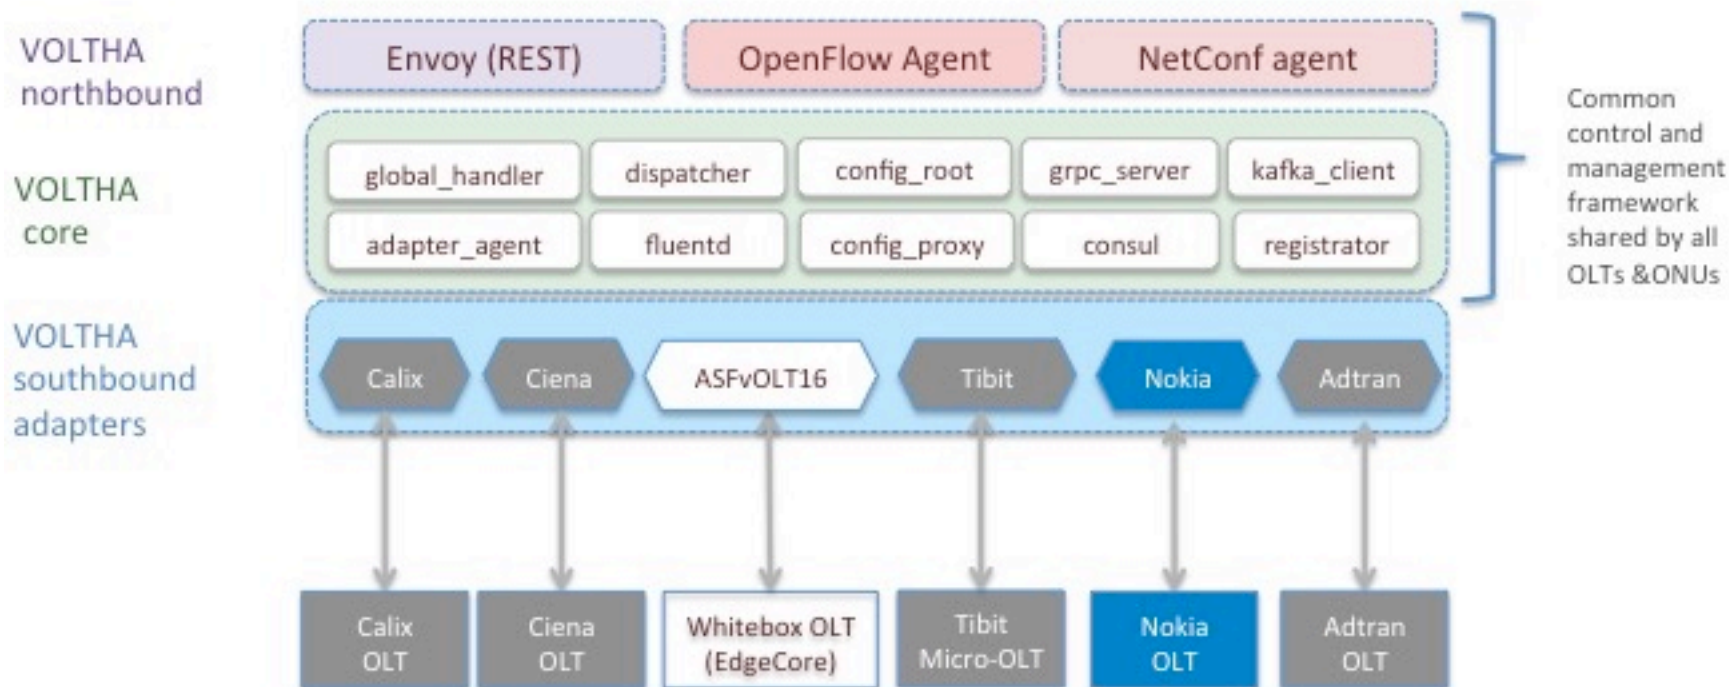 VOLTHA
northbound
Envoy (REST)
OpenFlow Agent
NetConf agent
Common
control and
management
framework
shared by all
OLTs &ONUs
VOLTHA
core
global_handler
dispatcher
config_root
grpc_server
kafka_client
adapter_agent
fluentd
config_proxy
consul
registrator
VOLTHA
southbound
adapters
Calix
Ciena
ASFvOLT16
Tibit
Nokia
Adtran
Calix
OLT
Ciena
OLT
Whitebox OLT
(EdgeCore)
Tibit
Micro-OLT
Nokia
OLT
Adtran
OLT